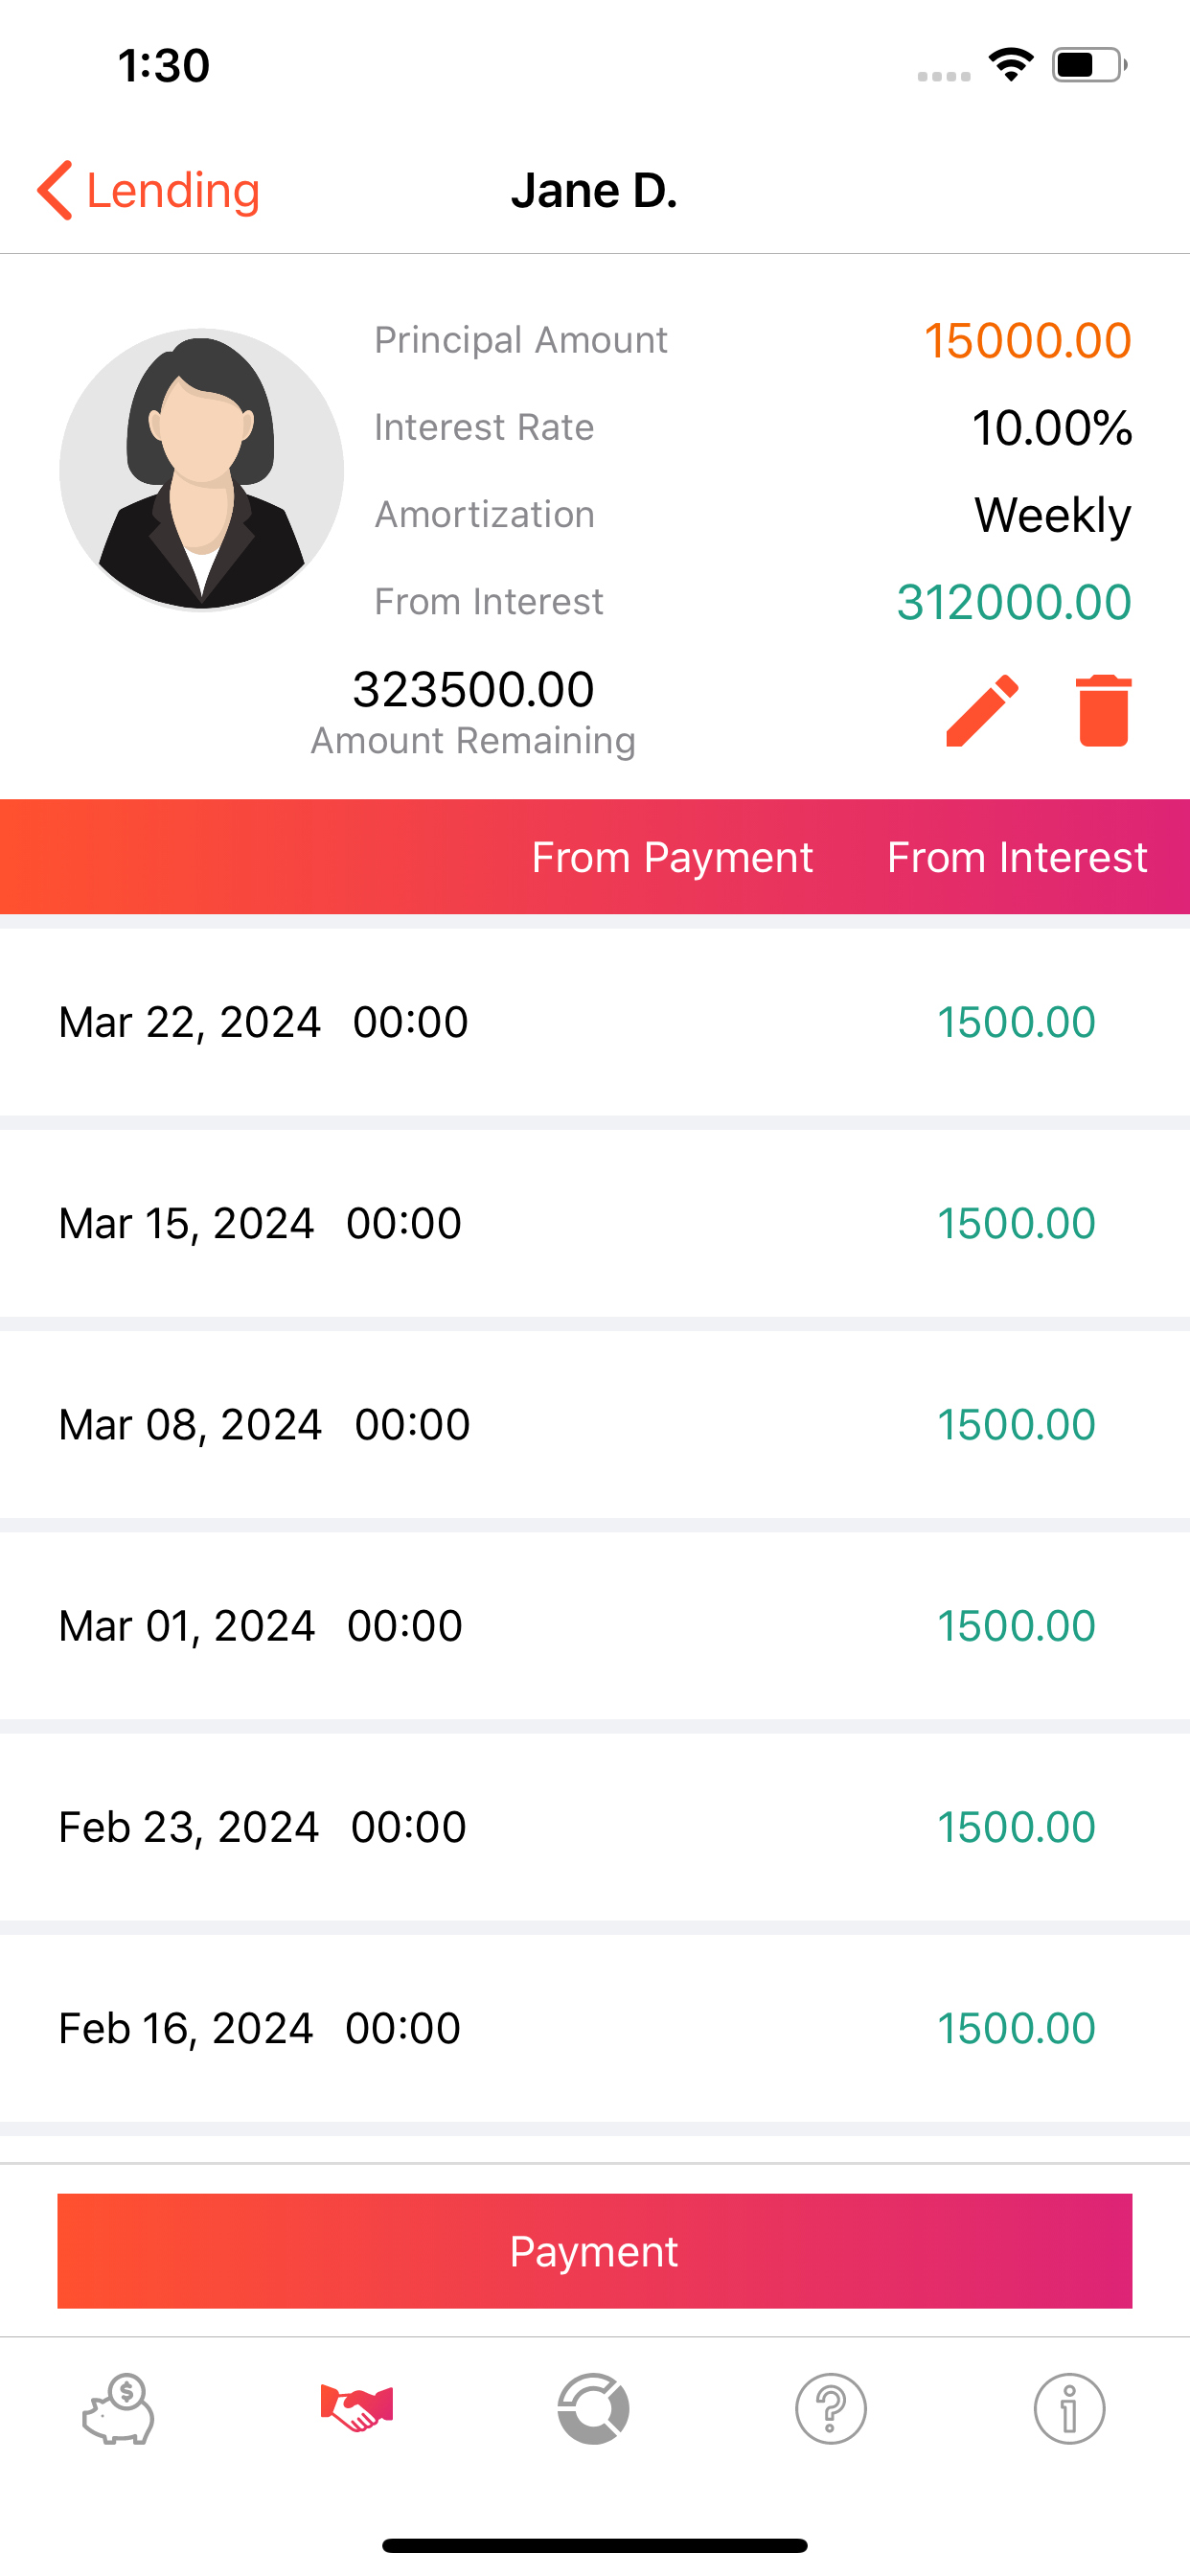 1:30
Lending
Jane D.
Principal Amount 15000.00
Interest Rate 10.00%
Amortization Weekly
From Interest 312000.00
323500.00
Amount Remaining
From Payment From Interest
Mar 22, 2024 00:00 1500.00
Mar 15, 2024 00:00 1500.00
Mar 08, 2024 00:00 1500.00
Mar 01, 2024 00:00 1500.00
Feb 23, 2024 00:00 1500.00
Feb 16, 2024 00:00 1500.00
Payment